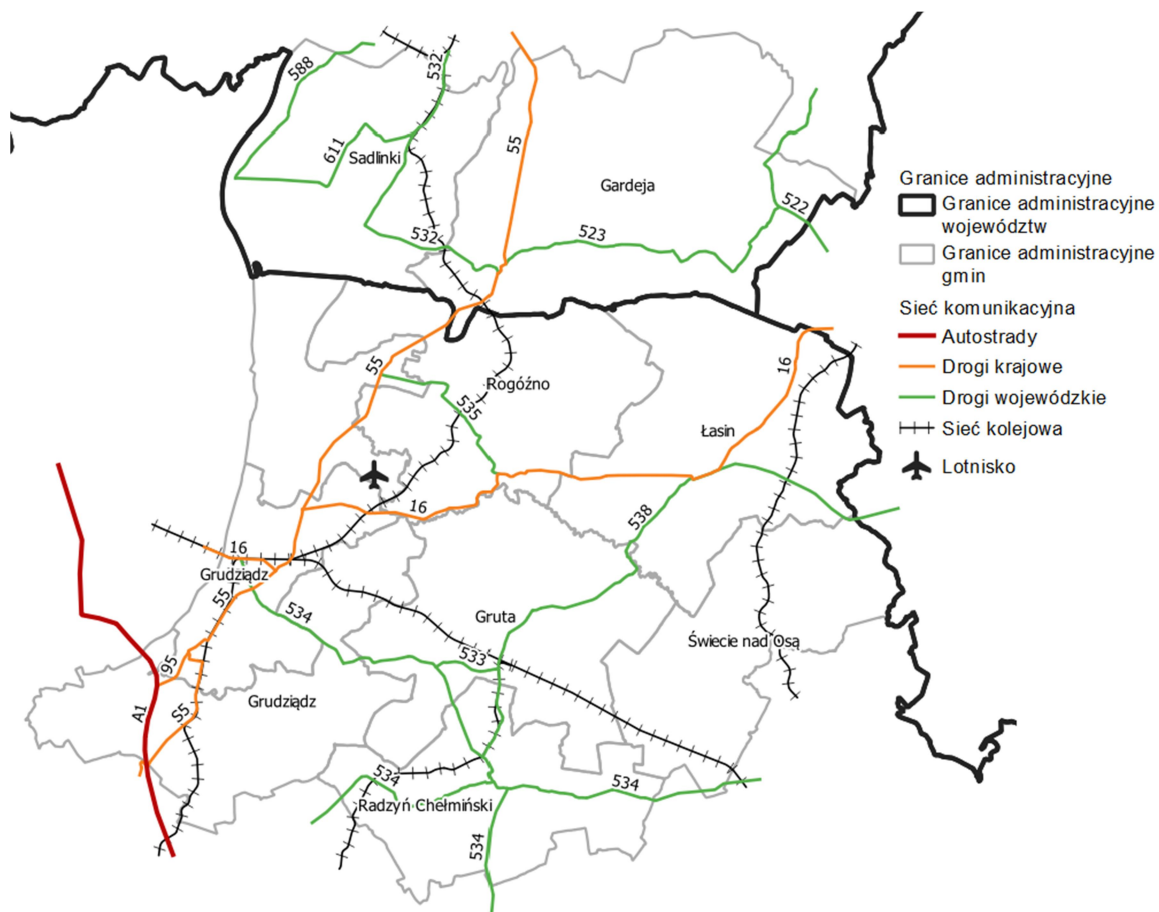 588
532
611
Sadlinki
55
Gardeja
522
532
523
Granice administracyjne
Granice administracyjne
województw
Granice administracyjne
gmin
Sieć komunikacyjna
Autostrady
Drogi krajowe
Drogi wojewódzkie
Sieć kolejowa
Lotnisko
55
Rogóźno
535
16
Łasin
16
538
16
Grudziądz
55
534
Gruta
533
Świecie nad Osą
95
Grudziądz
A1
S5
534
534
Radzyń Chełmiński
534